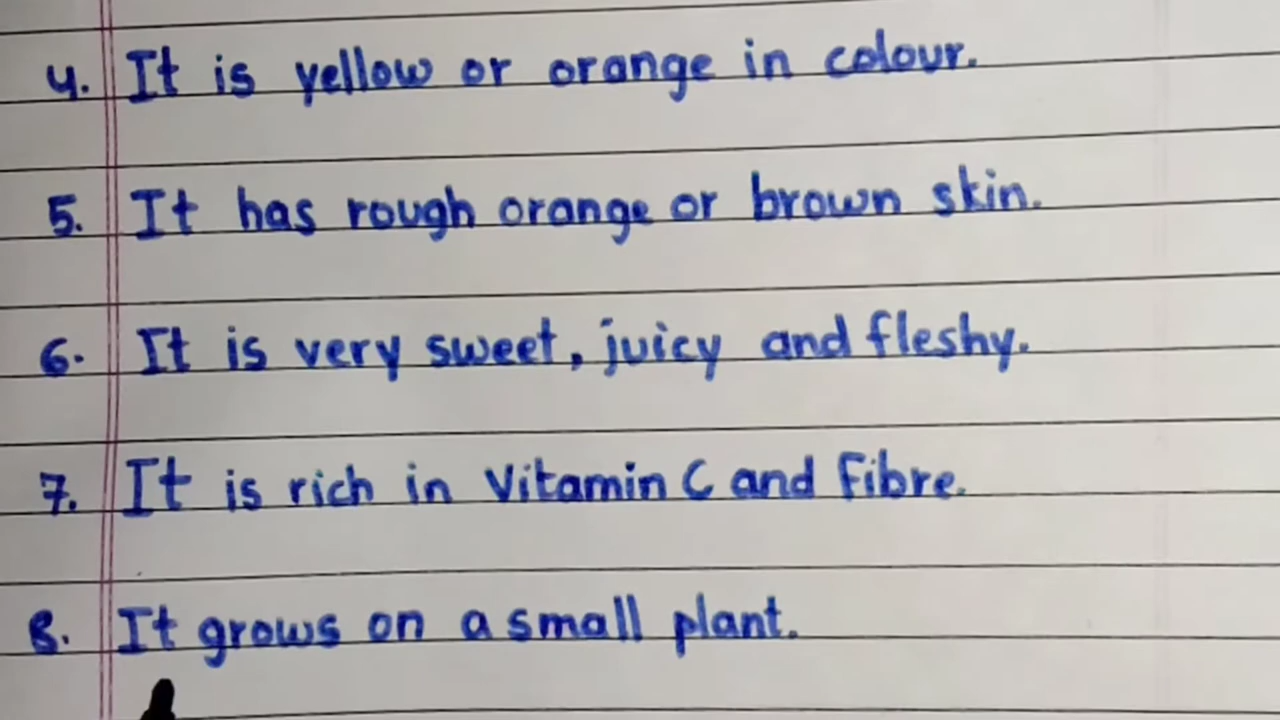 4. It is yellow or orange in colour.
5. It has rough orange or brown skin.
6. It is very sweet, juicy and fleshy.
7. It is rich in Vitamin C and Fibre.
8. It grows on a small plant.